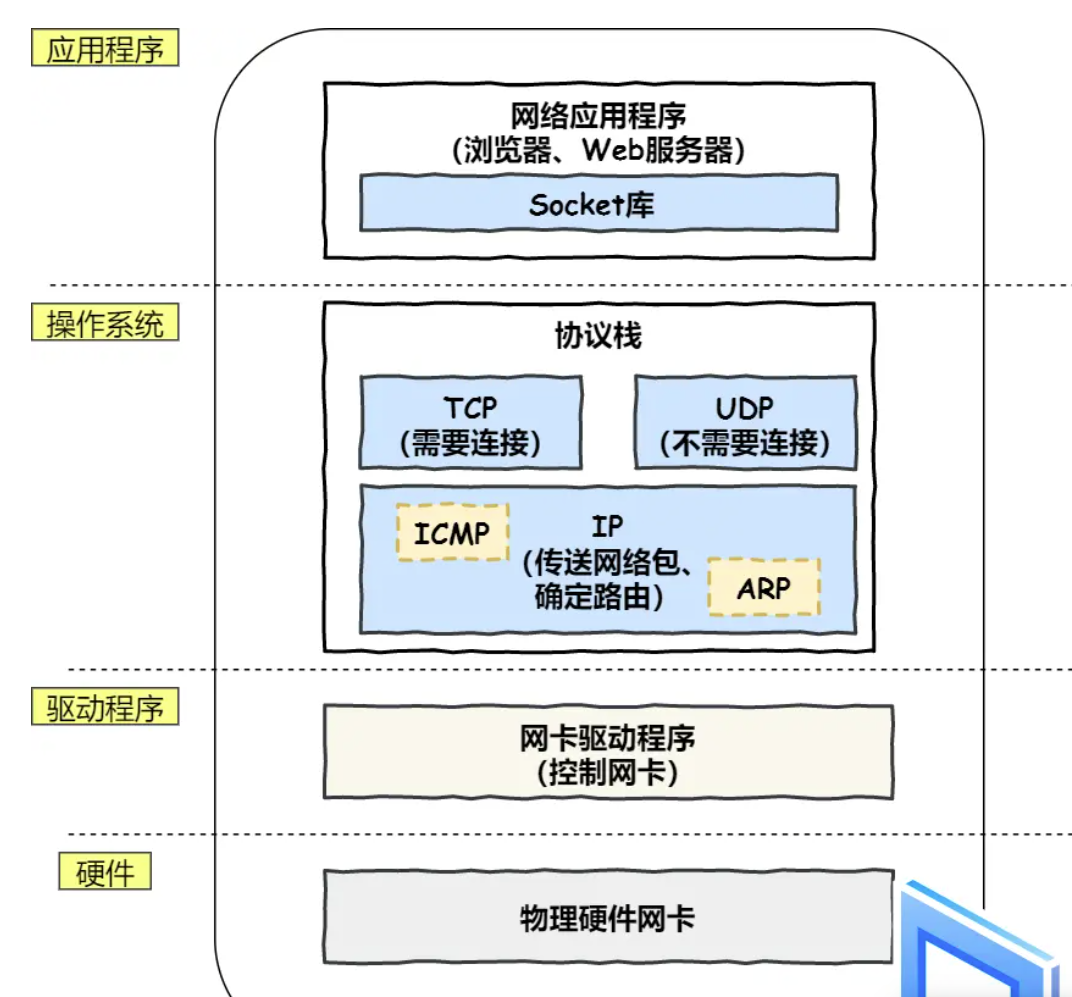 应用程序
网络应用程序
(浏览器、Web服务器)
Socket库
操作系统
协议栈
TCP
(需要连接)
UDP
(不需要连接)
ICMP
IP
(传送网络包、
确定路由)
ARP
驱动程序
网卡驱动程序
(控制网卡)
硬件
物理硬件网卡